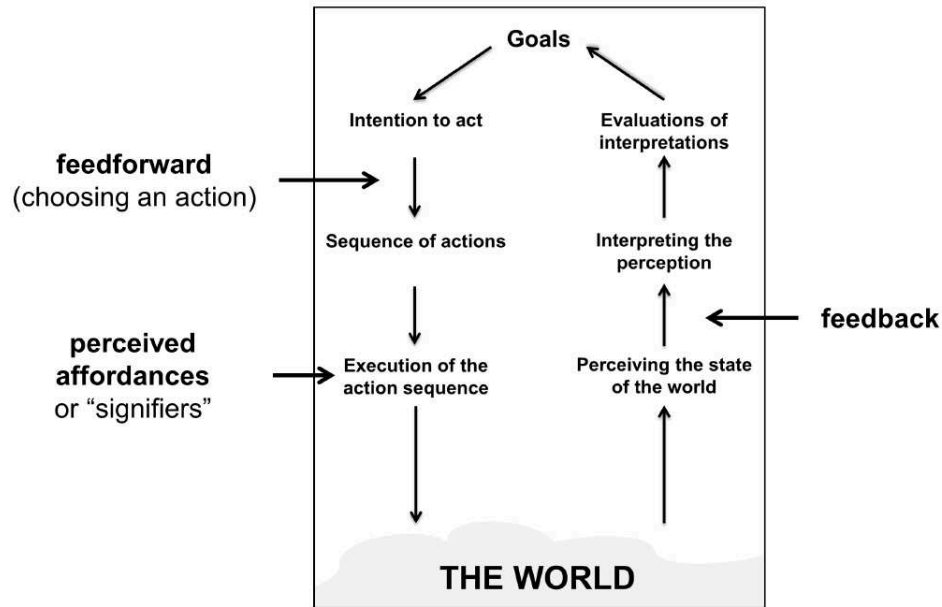 Goals
Intention to act
Evaluations of
interpretations
feedforward
(choosing an action)
Sequence of actions
Interpreting the
perception
feedback
perceived
affordances
or “signifiers”
Execution of the
action sequence
Perceiving the state
of the world
THE WORLD